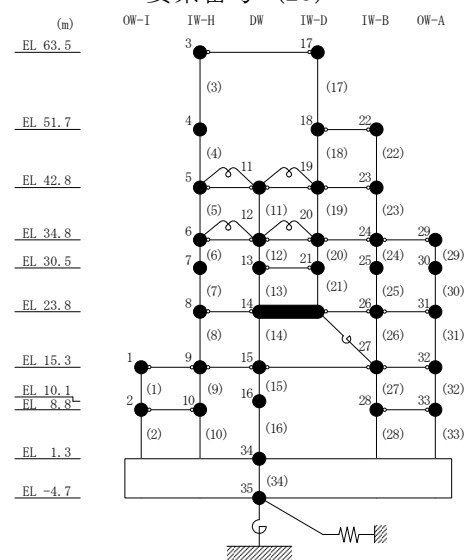 (m) OW-I IW-H DW IW-D IW-B OW-A
EL 63.5 3 17
(3) (17)
EL 51.7 4 18 22
(4) (18) (22)
11 19
EL 42.8 5 23
(5) (11) (19) (23)
12 20
EL 34.8 6 24 29
(6) (12) (20) (24) (29)
EL 30.5 7 13 21 25 30
(7) (13) (21) (25) (30)
EL 23.8 8 14 26 31
(8) (14) (26) (31)
27
EL 15.3 1 9 15 32
(1) (9) (15) (27) (32)
EL 10.1 16
EL 8.8 2 10 28 33
(2) (10) (16) (28) (33)
EL 1.3 34
(34)
EL -4.7 35